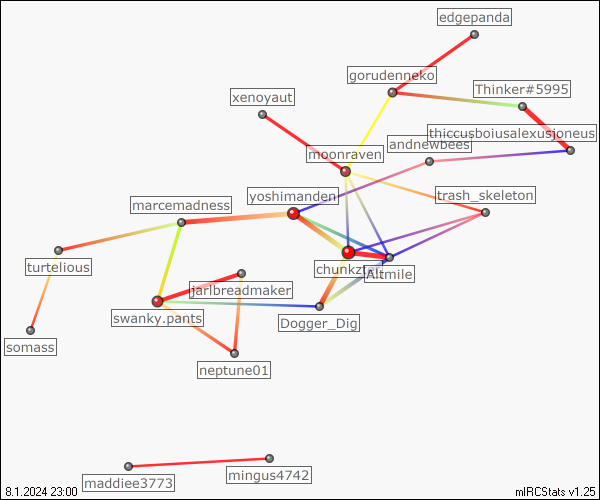 edgepanda
gorudenneko
Thinker#5995
xenoyaut
thiccusboiusalexusjoneus
andnewbees
moonraven
yoshimanden
trash_skeleton
marcemadness
turtelious
Altmile
jarlbreadmaker
swanky.pants
Dogger_Dig
somass
neptune01
mingus4742
maddiee3773
8.1.2024 23:00
mIRCStats v1.25